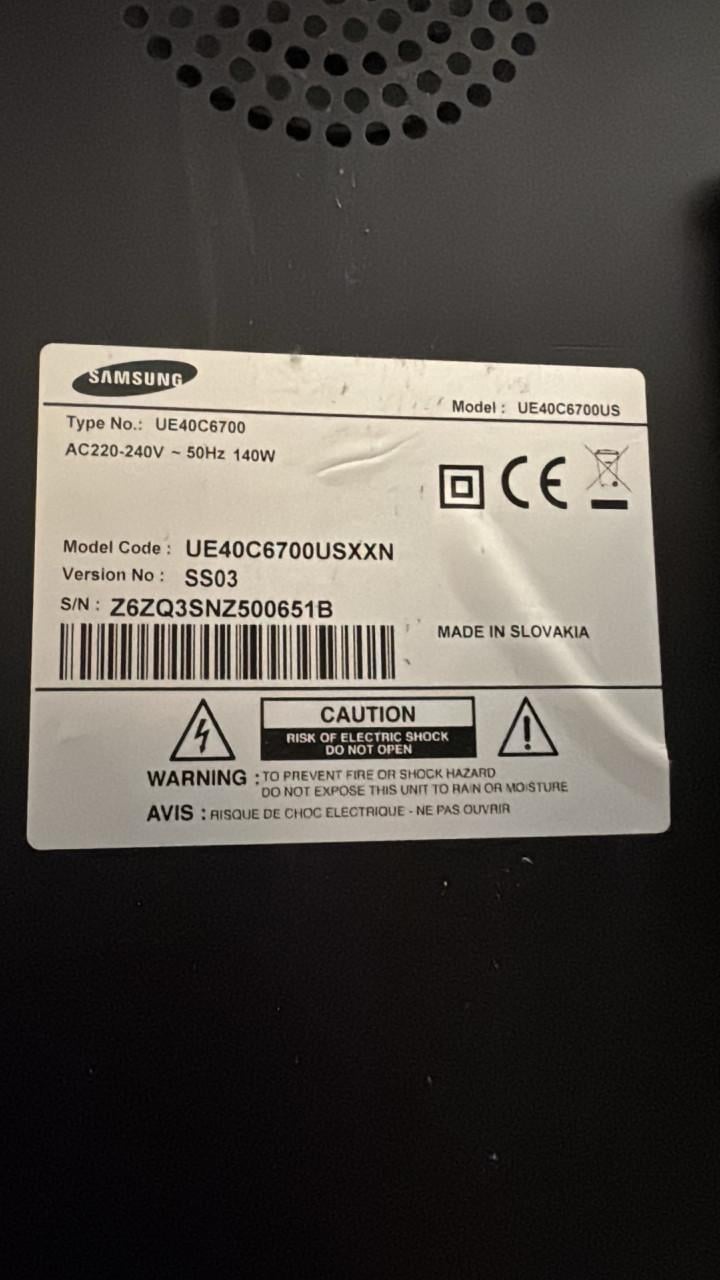 SAMSUNG
Model : UE40C6700US
Type No.: UE40C6700
AC220-240V ~ 50Hz 140W
CE
Model Code : UE40C6700USXXN
Version No : SS03
S/N : Z6ZQ3SNZ500651B
MADE IN SLOVAKIA
CAUTION
RISK OF ELECTRIC SHOCK
DO NOT OPEN
WARNING : TO PREVENT FIRE OR SHOCK HAZARD
DO NOT EXPOSE THIS UNIT TO RAIN OR MOISTURE
AVIS : RISQUE DE CHOC ELECTRIQUE - NE PAS OUVRIR